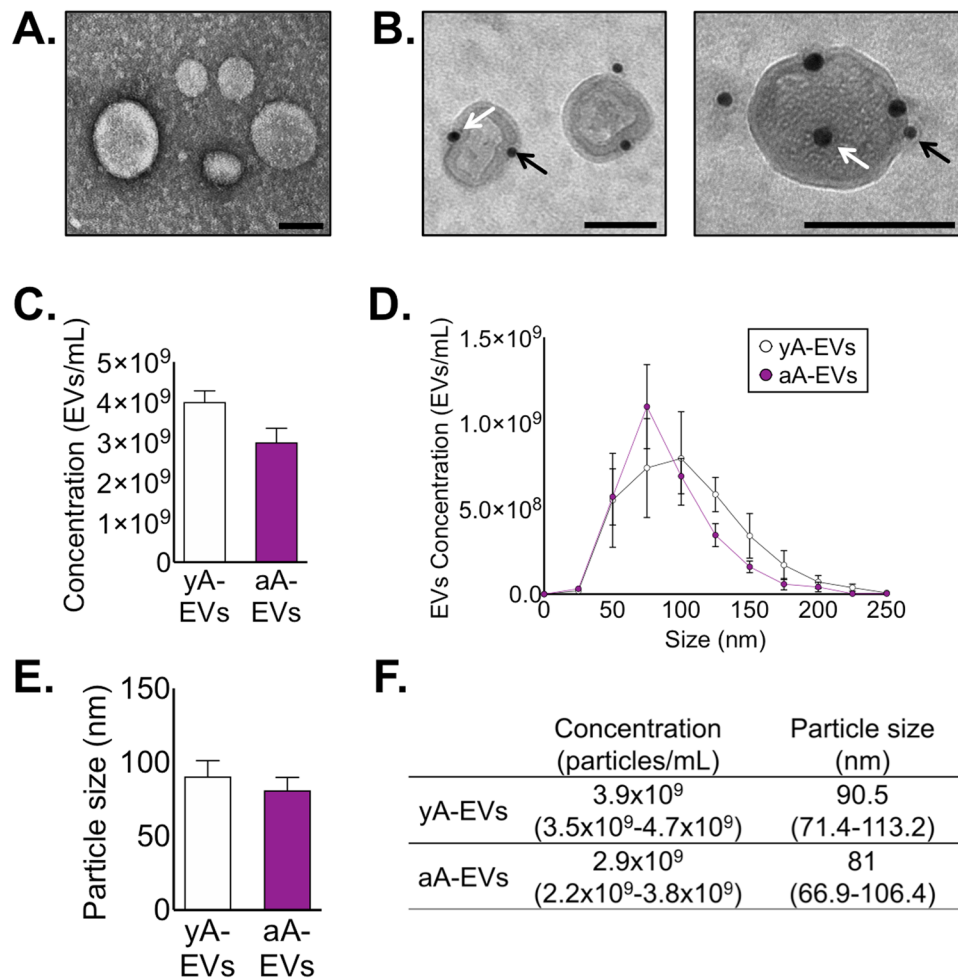 A.
B.
C.
Concentration (EVs/mL)
5×10⁹
4×10⁹
3×10⁹
2×10⁹
1×10⁹
0
yA-
EVs
aA-
EVs
D.
EVs Concentration (EVs/mL)
1.5×10⁹
1.0×10⁹
5.0×10⁸
0.0
0
50
100
150
200
250
Size (nm)
yA-EVs
aA-EVs
E.
Particle size (nm)
150
100
50
0
yA-
EVs
aA-
EVs
F.
Concentration
(particles/mL)
Particle size
(nm)
yA-EVs
3.9x10⁹
(3.5x10⁹-4.7x10⁹)
90.5
(71.4-113.2)
aA-EVs
2.9x10⁹
(2.2x10⁹-3.8x10⁹)
81
(66.9-106.4)